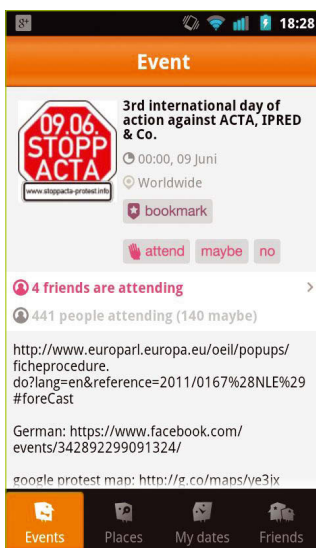 g+ 18:28
Event
09.06.
STOPP
ACTA
www.stoppacta-protest.info
3rd international day of
action against ACTA, IPRED
& Co.
00:00, 09 Juni
Worldwide
bookmark
attend maybe no
4 friends are attending
441 people attending (140 maybe)
http://www.europarl.europa.eu/oeil/popups/
ficheprocedure.
do?lang=en&reference=2011/0167%28NLE%29
#foreCast
German: https://www.facebook.com/
events/342892299091324/
google protest map: http://g.co/maps/ve3jx
Events Places My dates Friends